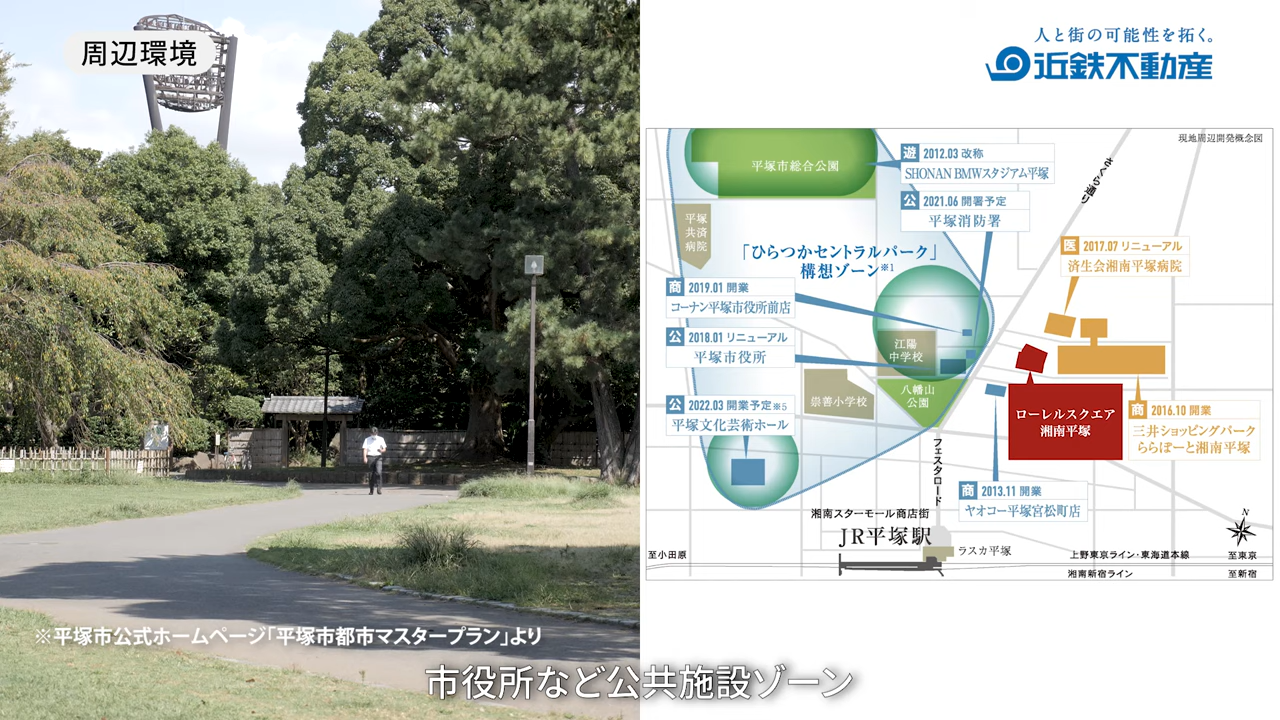 周辺環境
人と街の可能性を拓く。
近鉄不動産
現地周辺開発概念図
平塚市総合公園
遊 2012.03 改称
SHONAN BMWスタジアム平塚
さくら通り
公 2021.06 開署予定
平塚消防署
平塚
共済
病院
「ひらつかセントラルパーク」
構想ゾーン※1
医 2017.07 リニューアル
済生会湘南平塚病院
商 2019.01 開業
コーナン平塚市役所前店
公 2018.01 リニューアル
平塚市役所
江陽
中学校
崇善小学校
八幡山
公園
公 2022.03 開業予定※5
平塚文化芸術ホール
ローレルスクエア
湘南平塚
商 2016.10 開業
三井ショッピングパーク
ららぽーと湘南平塚
フェスタロード
商 2013.11 開業
ヤオコー平塚宮松町店
湘南スターモール商店街
JR平塚駅
ラスカ平塚
N
至小田原
上野東京ライン・東海道本線
至東京
湘南新宿ライン
至新宿
※平塚市公式ホームページ「平塚市都市マスタープラン」より
市役所など公共施設ゾーン